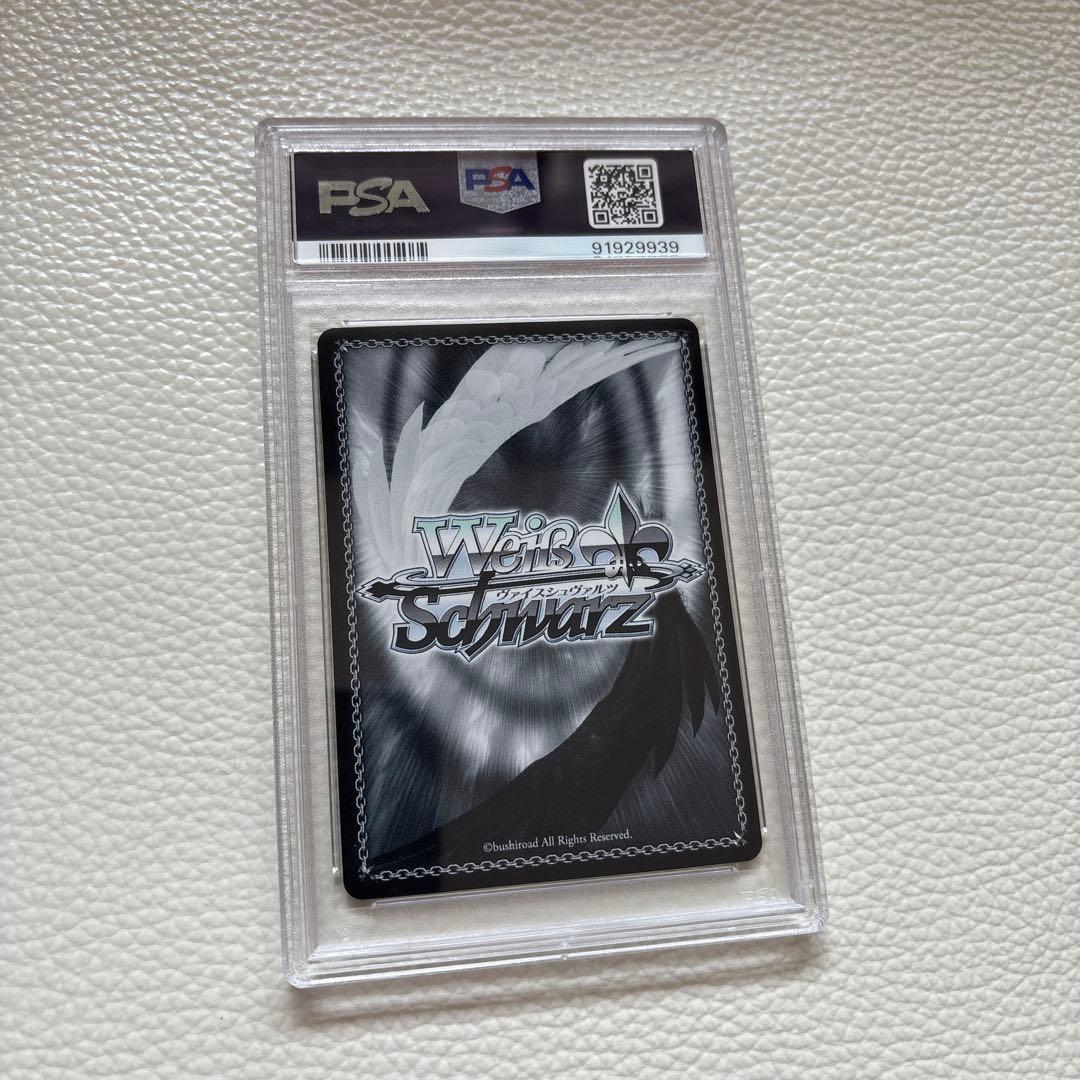 PSA
PSA
91929939
Weiß
ヴァイスシュヴァルツ
Schwarz
©bushiroad All Rights Reserved.